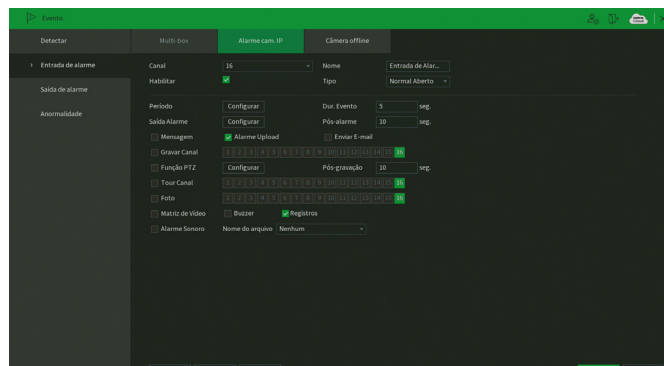 Evento
Detectar
Multi-box
Alarme cam. IP
Câmera offline
Entrada de alarme
Saída de alarme
Anormalidade
Canal 16 Nome Entrada de Alar...
Habilitar Tipo Normal Aberto
Período Configurar Dur. Evento 5 seg.
Saída Alarme Configurar Pós-alarme 10 seg.
Mensagem Alarme Upload Enviar E-mail
Gravar Canal 1 2 3 4 5 6 7 8 9 10 11 12 13 14 15 16
Função PTZ Configurar Pós-gravação 10 seg.
Tour Canal 1 2 3 4 5 6 7 8 9 10 11 12 13 14 15 16
Foto 1 2 3 4 5 6 7 8 9 10 11 12 13 14 15 16
Matriz de Vídeo Buzzer Registros
Alarme Sonoro Nome do arquivo Nenhum